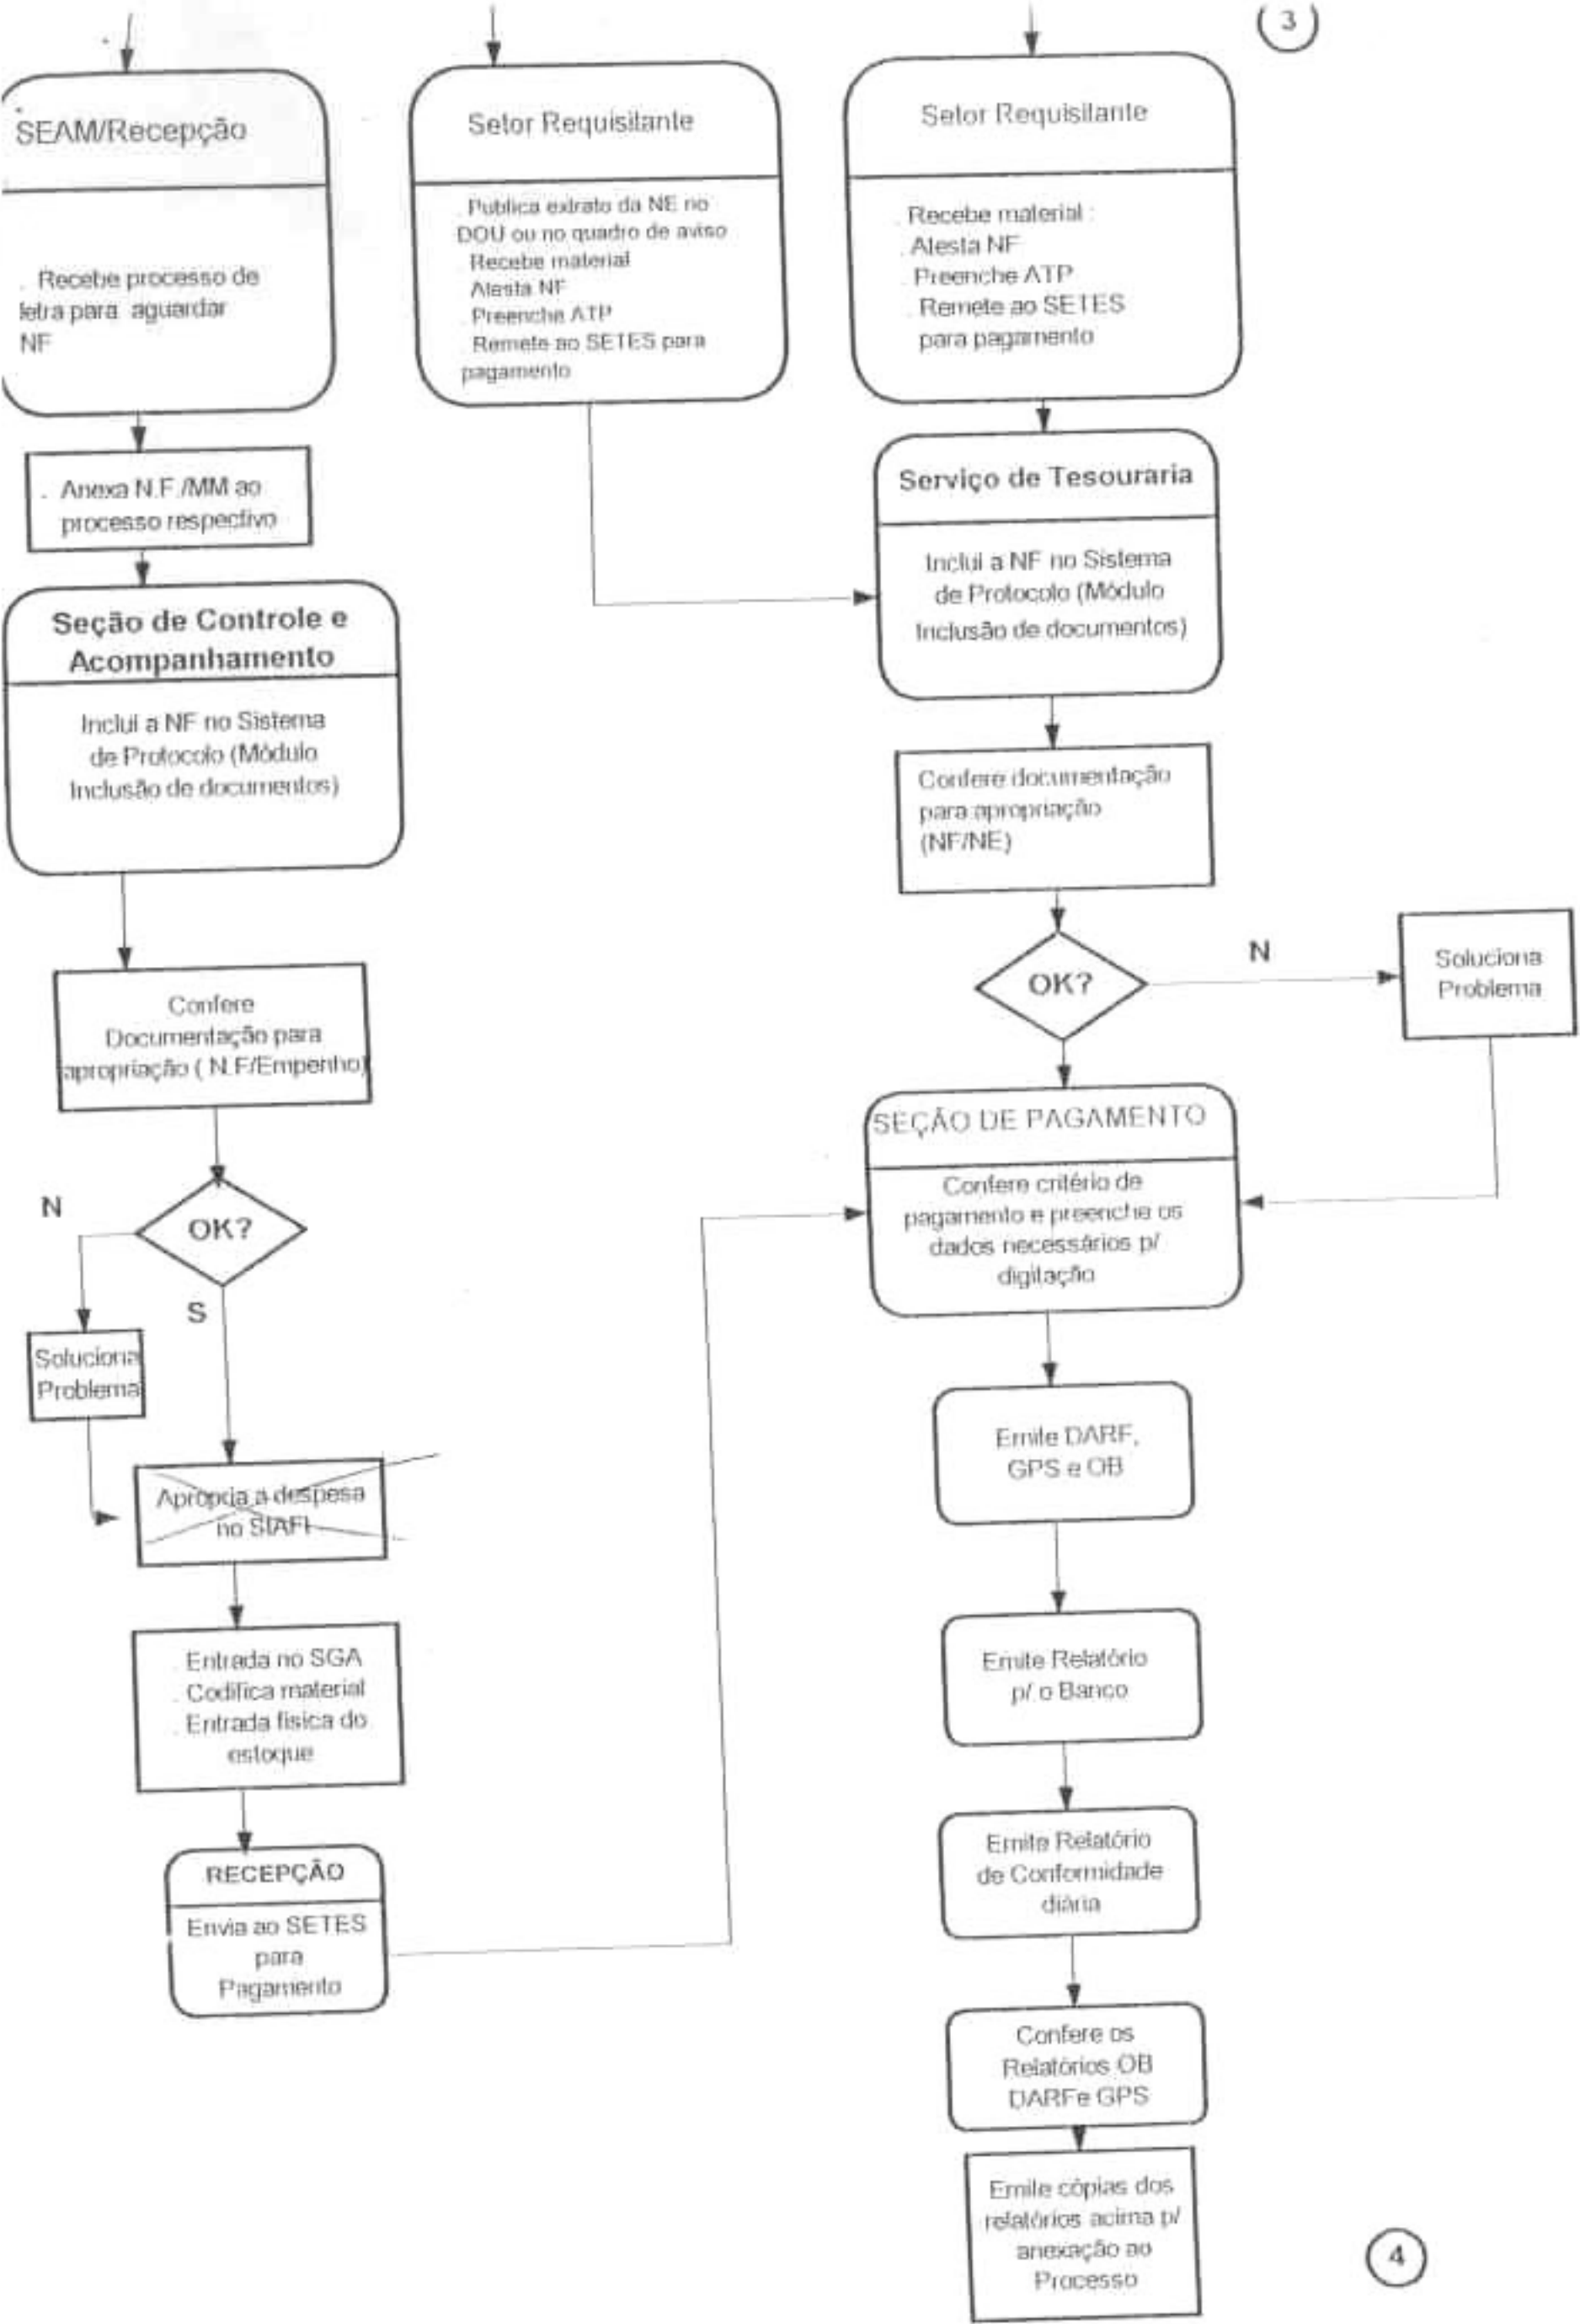 3
SEAM/Recepção
. Recebe processo de
letra para aguardar
NF
Setor Requisitante
. Publica extrato da NE no
DOU ou no quadro de aviso
. Recebe material
. Atesta NF
. Preenche ATP
. Remete ao SETES para
pagamento
Setor Requisitante
. Recebe material :
. Atesta NF
. Preenche ATP
. Remete ao SETES
para pagamento
. Anexa N.F./MM ao
processo respectivo
Serviço de Tesouraria
Inclui a NF no Sistema
de Protocolo (Módulo
Inclusão de documentos)
Seção de Controle e
Acompanhamento
Inclui a NF no Sistema
de Protocolo (Módulo
Inclusão de documentos)
Confere documentação
para apropriação
(NF/NE)
OK?
N
Soluciona
Problema
Confere
Documentação para
apropriação ( N.F/Empenho)
N
OK?
S
Soluciona
Problema
Apropria a despesa
no SIAFI
. Entrada no SGA
. Codifica material
. Entrada física do
estoque
RECEPÇÃO
Envia ao SETES
para
Pagamento
SEÇÃO DE PAGAMENTO
Confere critério de
pagamento e preenche os
dados necessários p/
digitação
Emite DARF,
GPS e OB
Emite Relatório
p/ o Banco
Emite Relatório
de Conformidade
diária
Confere os
Relatórios OB
DARFe GPS
Emite cópias dos
relatórios acima p/
anexação ao
Processo
4